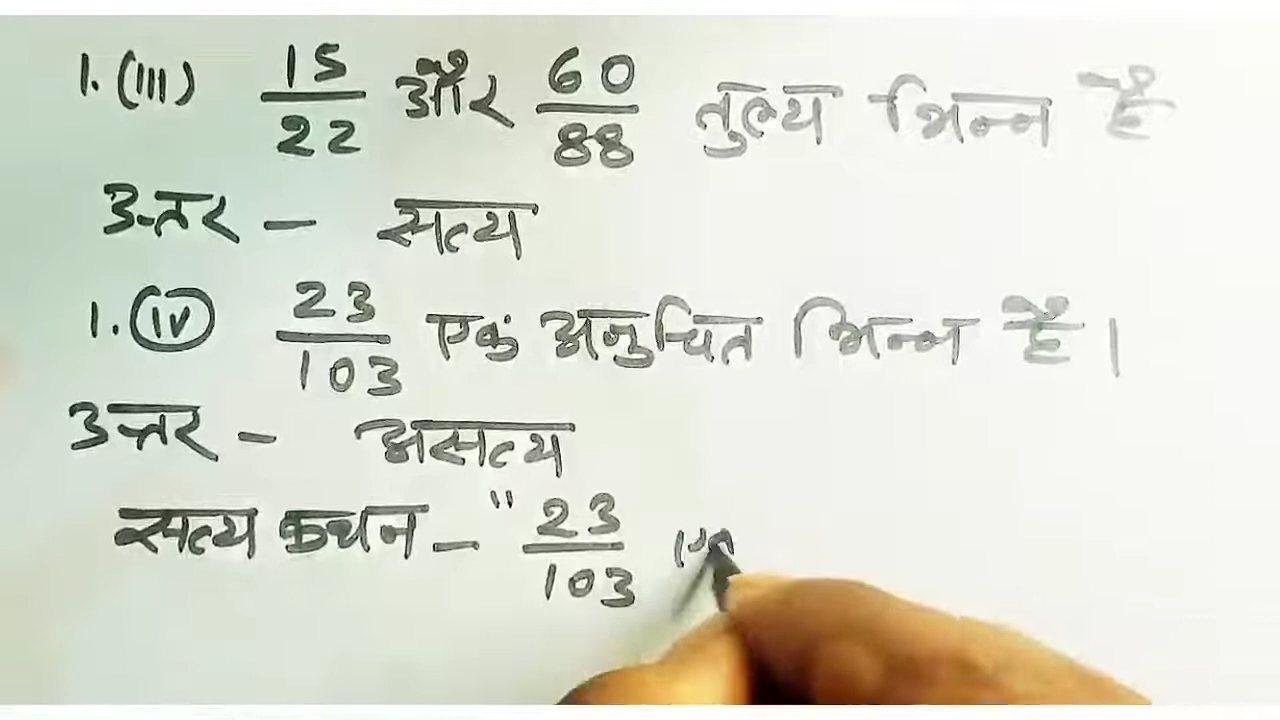 1. (iii) 15/22 और 60/88 तुल्य भिन्न है
उत्तर – सत्य
1. (iv) 23/103 एक अनुचित भिन्न है।
उत्तर – असत्य
सत्य कथन – " 23/103